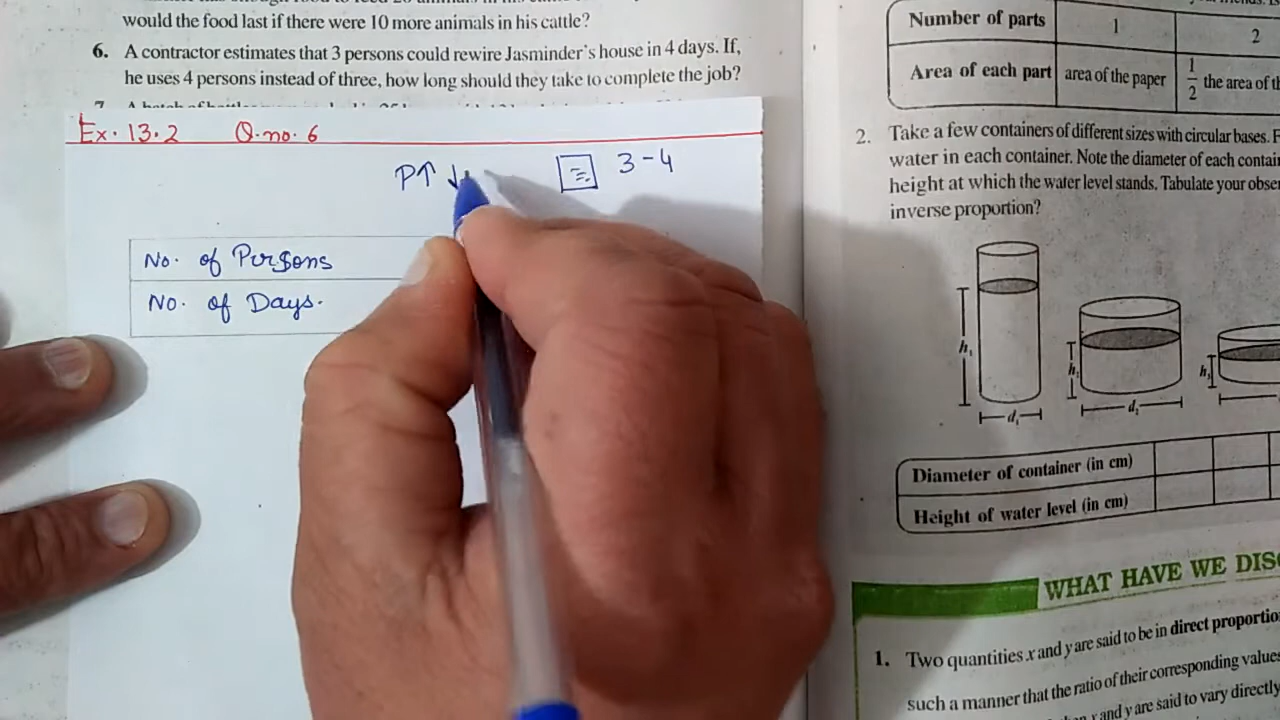 would the food last if there were 10 more animals in his cattle?
6. A contractor estimates that 3 persons could rewire Jasminder's house in 4 days. If,
he uses 4 persons instead of three, how long should they take to complete the job?
Ex. 13.2 Q.no. 6
P↑ ↓ 3-4
No. of Persons
No. of Days.
Number of parts 1 2
Area of each part area of the paper 1/2 the area of
2. Take a few containers of different sizes with circular bases.
water in each container. Note the diameter of each
height at which the water level stands. Tabulate your
inverse proportion?
h₁ h₂
d₁ d₂
Diameter of container (in cm)
Height of water level (in cm)
WHAT HAVE WE
1. Two quantities x and y are said to be in direct
such a manner that the ratio of their corresponding
x and y are said to vary directly